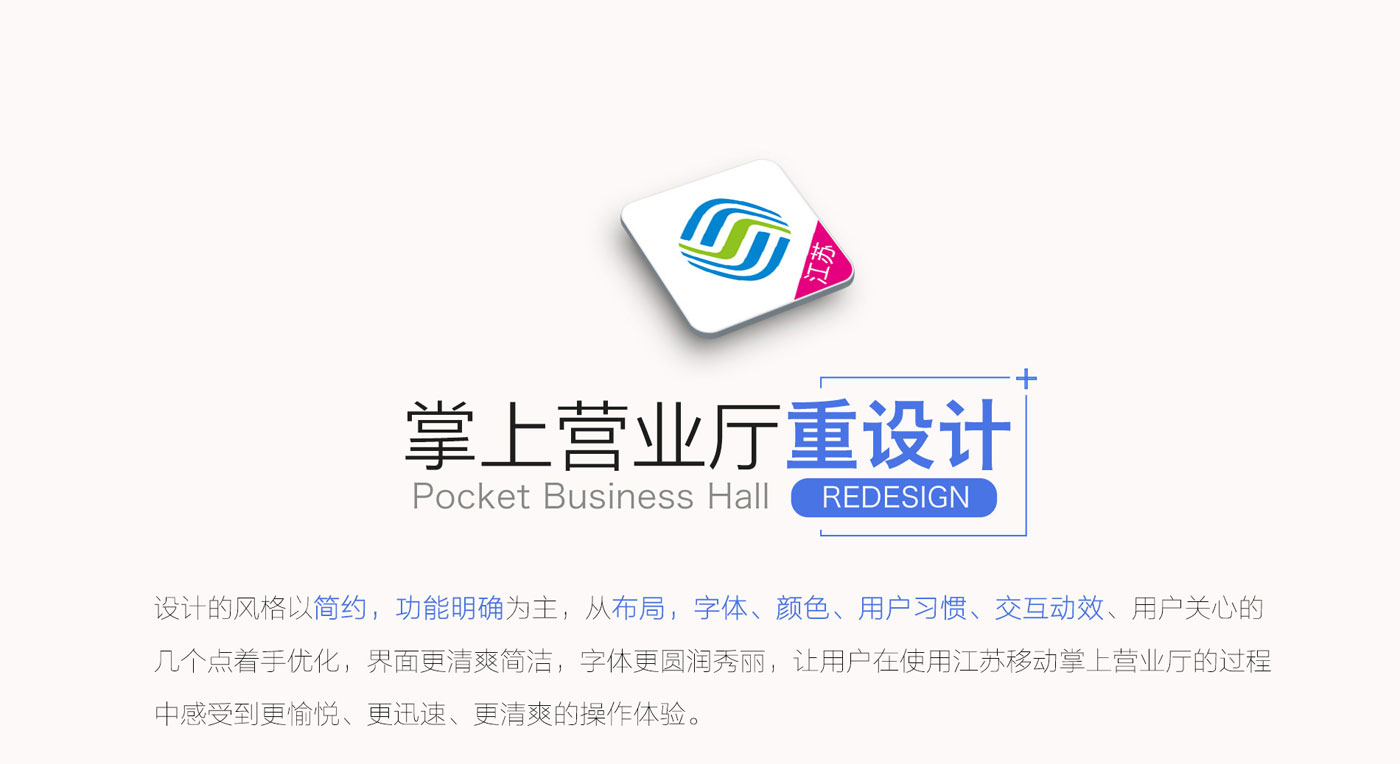 江苏
掌上营业厅重设计
Pocket Business Hall REDESIGN
设计的风格以简约，功能明确为主，从布局，字体、颜色、用户习惯、交互动效、用户关心的
几个点着手优化，界面更清爽简洁，字体更圆润秀丽，让用户在使用江苏移动掌上营业厅的过程
中感受到更愉悦、更迅速、更清爽的操作体验。